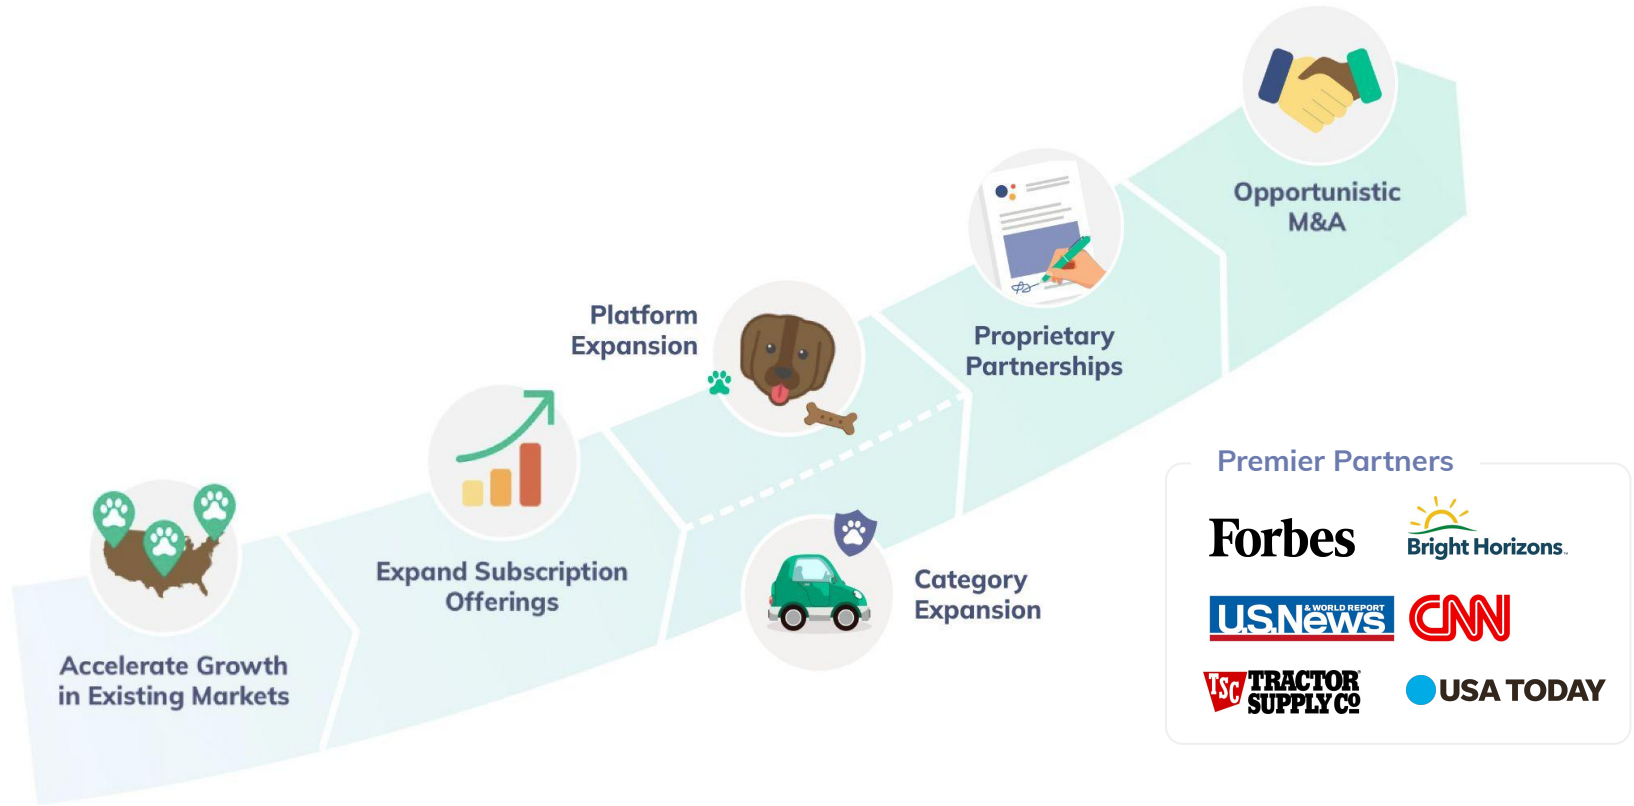 Accelerate Growth
in Existing Markets
Expand Subscription
Offerings
Platform
Expansion
Category
Expansion
Proprietary
Partnerships
Opportunistic
M&A
Premier Partners
Forbes
Bright Horizons™
U.S.News & WORLD REPORT
CNN
TSC TRACTOR
SUPPLY CO
USA TODAY